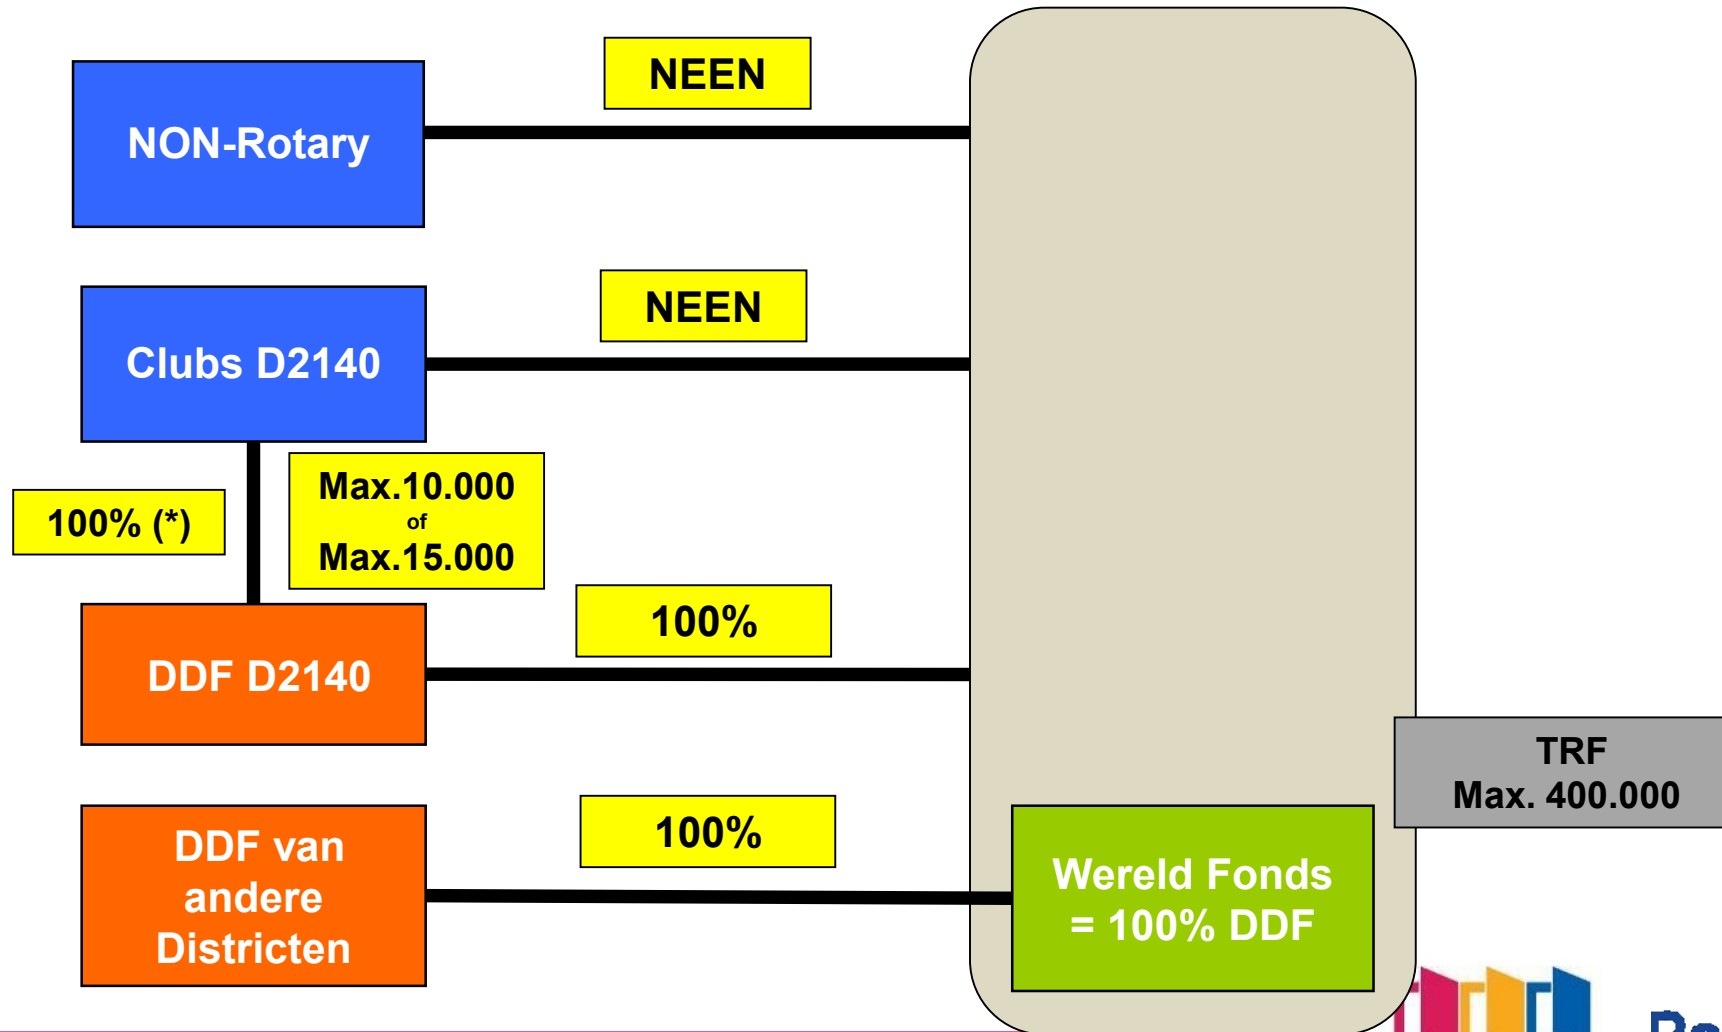 NEEN
NON-Rotary
NEEN
Clubs D2140
100% (*)
Max.10.000
of
Max.15.000
100%
DDF D2140
TRF
Max. 400.000
100%
DDF van
andere
Districten
Wereld Fonds
= 100% DDF